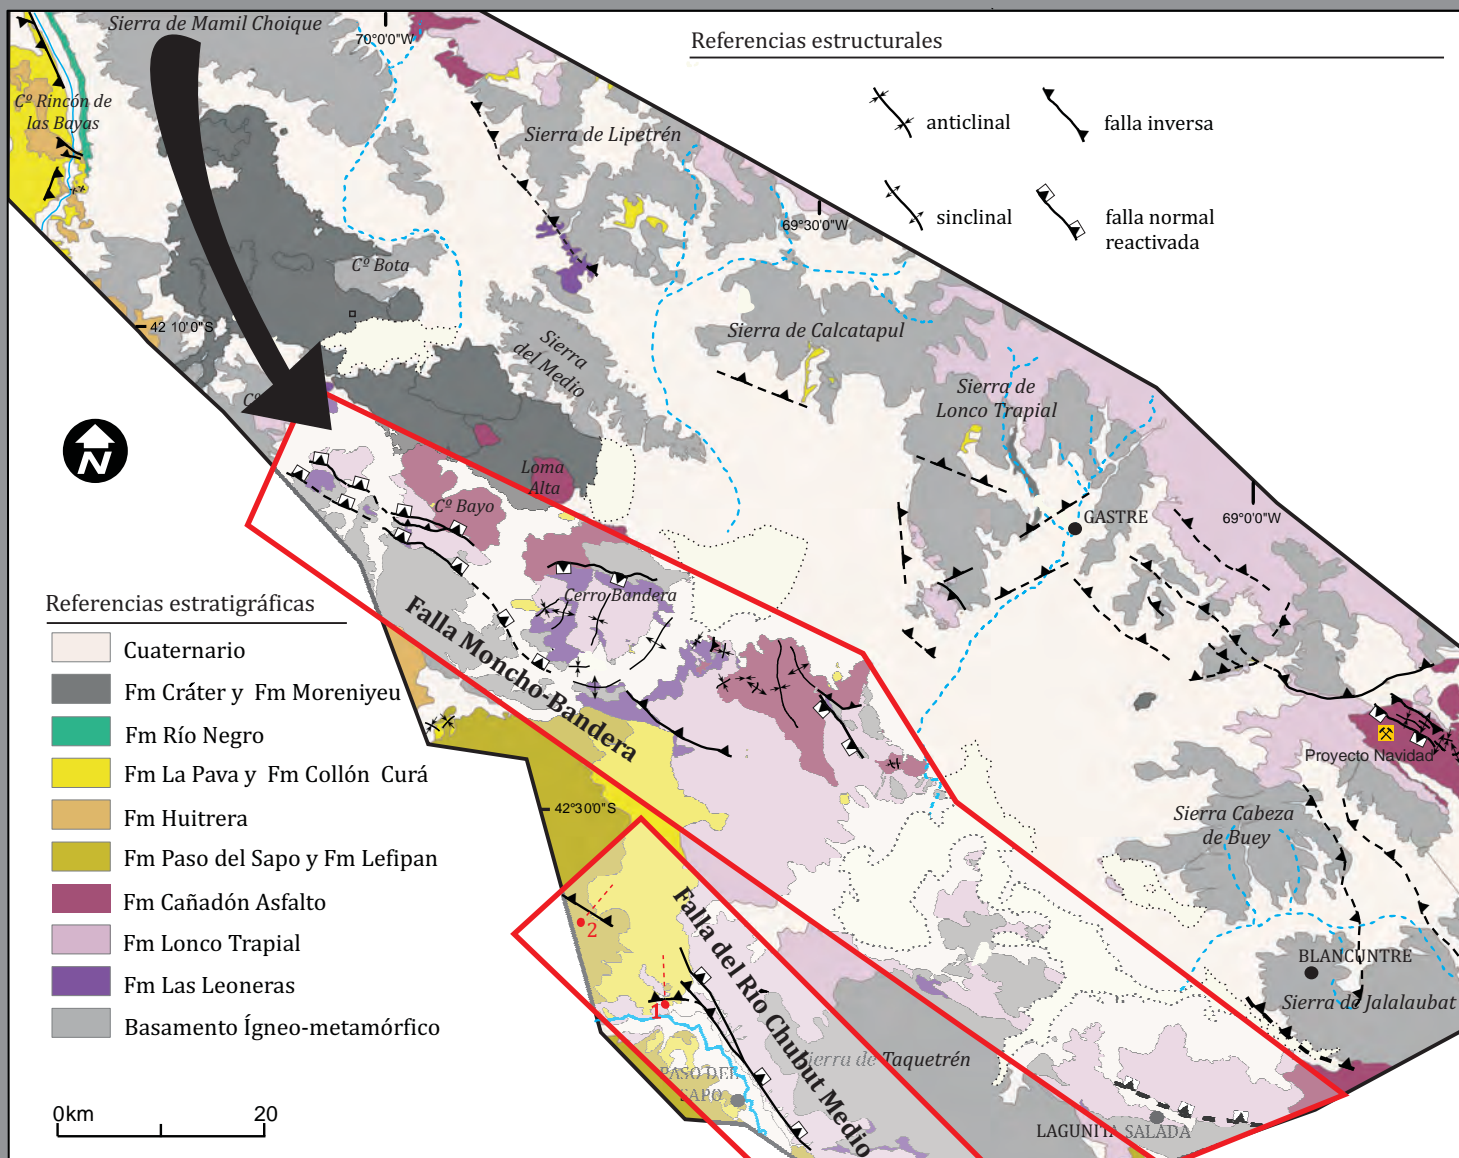 Sierra de Mamil Choique
70°0'0"W
Referencias estructurales
anticlinal
falla inversa
sinclinal
falla normal
reactivada
Cº Rincón de
las Bayas
Sierra de Lipetrén
69°30'0"W
Cº Bota
42 10'0"S
Sierra
del Medio
Sierra de Calcatapul
Sierra de
Lonco Trapial
Cº
N
Loma
Alta
Cº Bayo
GASTRE
69°0'0"W
Cerro Bandera
Falla Moncho-Bandera
Referencias estratigráficas
Cuaternario
Fm Cráter y Fm Moreniyeu
Fm Río Negro
Fm La Pava y Fm Collón Curá
Fm Huitrera
Fm Paso del Sapo y Fm Lefipan
Fm Cañadón Asfalto
Fm Lonco Trapial
Fm Las Leoneras
Basamento Ígneo-metamórfico
Proyecto Navidad
42°30'0"S
Sierra Cabeza
de Buey
2
Falla del Río Chubut Medio
BLANCUNTRE
Sierra de Jalalaubat
1
Sierra de Taquetrén
PASO DEL
SAPO
LAGUNITA SALADA
0km 20